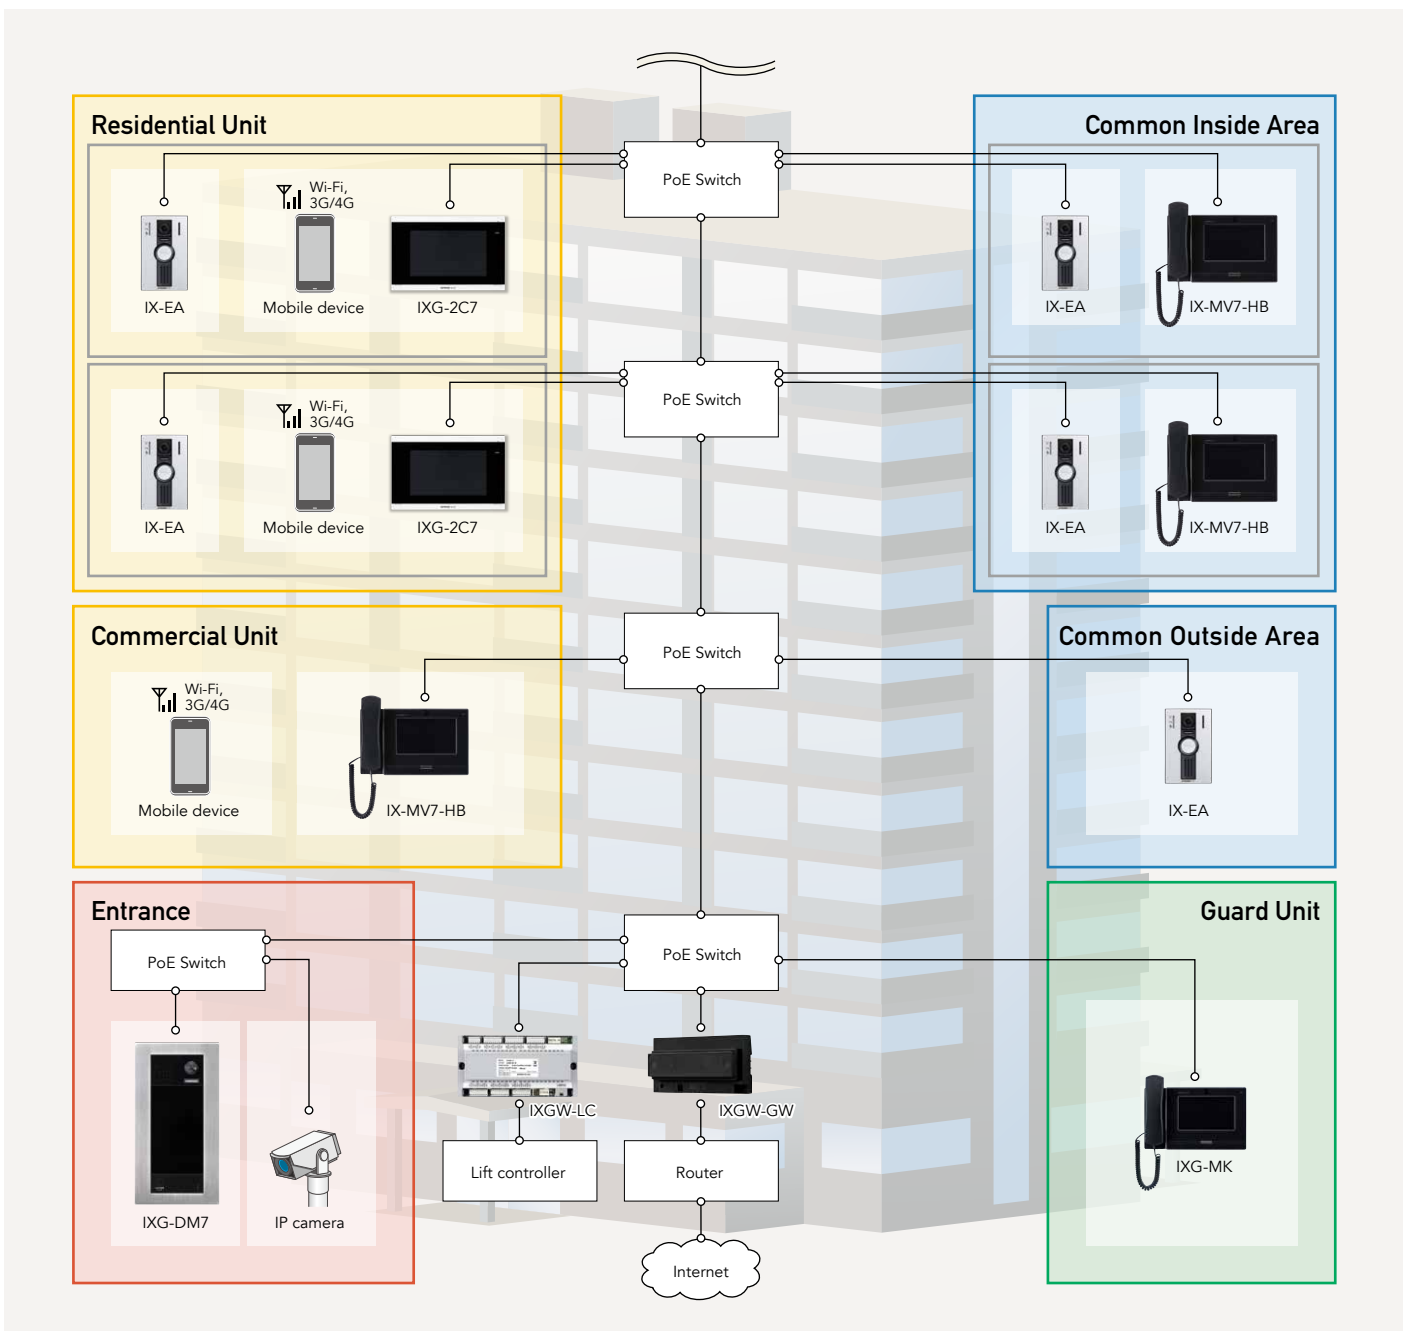 Residential Unit
Wi-Fi,
3G/4G
IX-EA
Mobile device
IXG-2C7
Wi-Fi,
3G/4G
IX-EA
Mobile device
IXG-2C7
PoE Switch
PoE Switch
Common Inside Area
IX-EA
IX-MV7-HB
IX-EA
IX-MV7-HB
Commercial Unit
Wi-Fi,
3G/4G
Mobile device
IX-MV7-HB
PoE Switch
Common Outside Area
IX-EA
Entrance
PoE Switch
IXG-DM7
IP camera
PoE Switch
IXGW-LC
IXGW-GW
Lift controller
Router
Internet
Guard Unit
IXG-MK